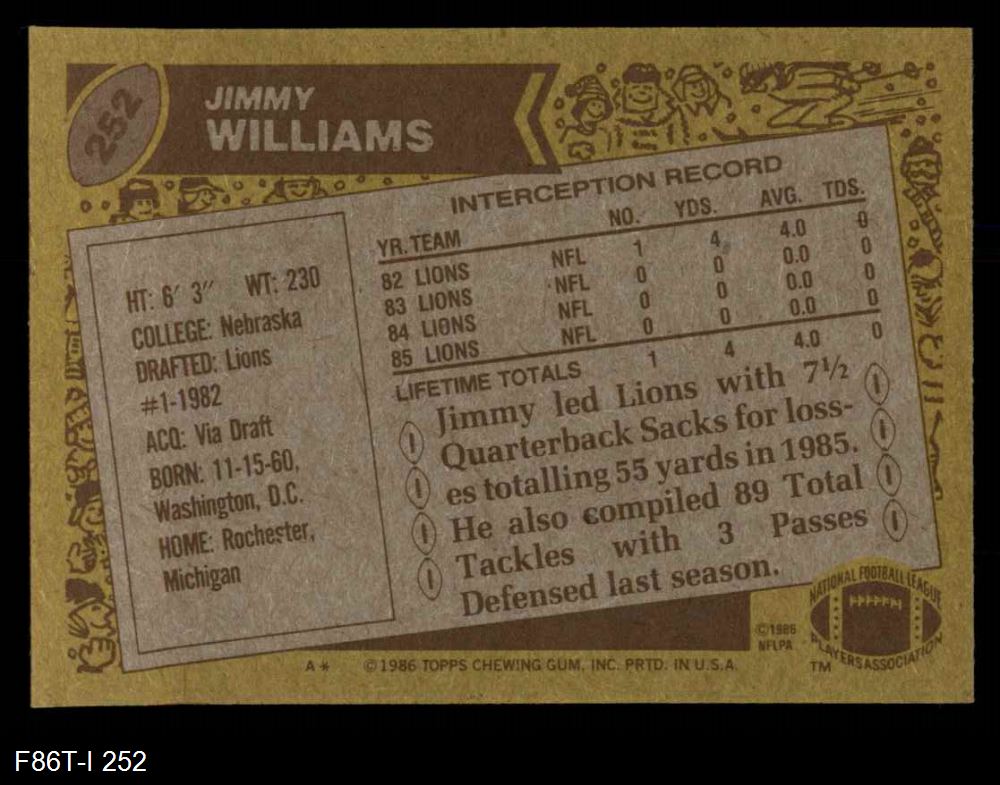 252
JIMMY
WILLIAMS
INTERCEPTION RECORD
YR. TEAM NO. YDS. AVG. TDS.
82 LIONS NFL 1 4 4.0 0
83 LIONS NFL 0 0 0.0 0
84 LIONS NFL 0 0 0.0 0
85 LIONS NFL 0 0 0.0 0
LIFETIME TOTALS 1 4 4.0 0
HT: 6' 3" WT: 230
COLLEGE: Nebraska
DRAFTED: Lions
#1-1982
ACQ: Via Draft
BORN: 11-15-60,
Washington, D.C.
HOME: Rochester,
Michigan
Jimmy led Lions with 7½
Quarterback Sacks for loss-
es totalling 55 yards in 1985.
He also compiled 89 Total
Tackles with 3 Passes
Defensed last season.
©1986
NFLPA
NATIONAL FOOTBALL LEAGUE
PLAYERS ASSOCIATION
TM
A* ©1986 TOPPS CHEWING GUM, INC. PRTD. IN U.S.A.
F86T-I 252